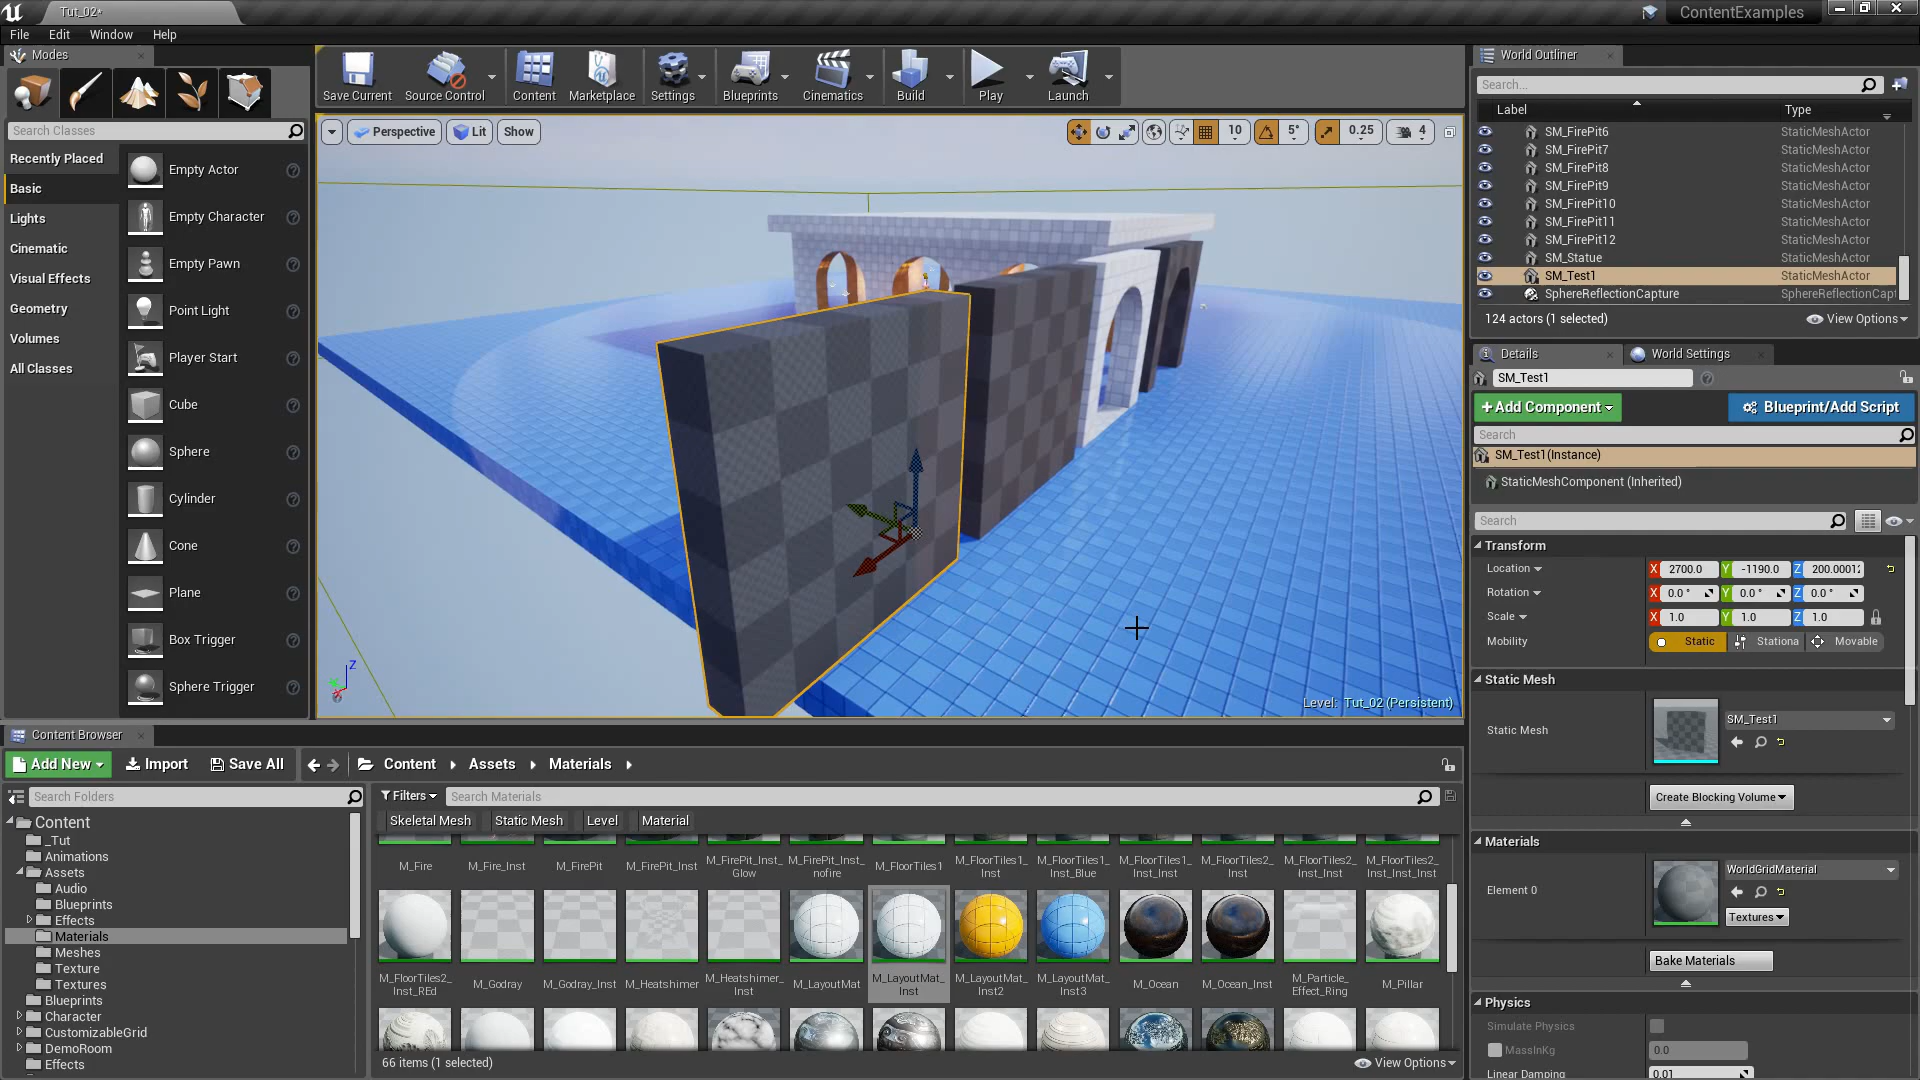 Tut_02*
ContentExamples
File Edit Window Help
Modes
Search Classes
Recently Placed
Basic
Lights
Cinematic
Visual Effects
Geometry
Volumes
All Classes
Empty Actor
Empty Character
Empty Pawn
Point Light
Player Start
Cube
Sphere
Cylinder
Cone
Plane
Box Trigger
Sphere Trigger
Save Current Source Control Content Marketplace Settings Blueprints Cinematics Build Play Launch
Perspective Lit Show
10 5° 0.25 4
Z
Level: Tut_02 (Persistent)
World Outliner
Search...
Label Type
SM_FirePit6 StaticMeshActor
SM_FirePit7 StaticMeshActor
SM_FirePit8 StaticMeshActor
SM_FirePit9 StaticMeshActor
SM_FirePit10 StaticMeshActor
SM_FirePit11 StaticMeshActor
SM_FirePit12 StaticMeshActor
SM_Statue StaticMeshActor
SM_Test1 StaticMeshActor
SphereReflectionCapture SphereReflectionCapt
124 actors (1 selected) View Options
Details World Settings
SM_Test1
+Add Component Blueprint/Add Script
Search
SM_Test1(Instance)
StaticMeshComponent (Inherited)
Search
Transform
Location X 2700.0 Y -1190.0 Z 200.00012
Rotation X 0.0 ° Y 0.0 ° Z 0.0 °
Scale X 1.0 Y 1.0 Z 1.0
Mobility Static Stationa Movable
Static Mesh
Static Mesh SM_Test1
Create Blocking Volume
Materials
Element 0 WorldGridMaterial
Textures
Bake Materials
Physics
Simulate Physics
MassInKg 0.0
Linear Damping 0.01
Content Browser
Add New Import Save All Content Assets Materials
Search Folders
Content
_Tut
Animations
Assets
Audio
Blueprints
Effects
Materials
Meshes
Texture
Textures
Blueprints
Character
CustomizableGrid
DemoRoom
Effects
Filters Search Materials
Skeletal Mesh Static Mesh Level Material
M_Fire M_Fire_Inst M_FirePit M_FirePit_Inst M_FirePit_Inst_Glow M_FirePit_Inst_nofire M_FloorTiles1 M_FloorTiles1_Inst M_FloorTiles1_Inst_Blue M_FloorTiles1_Inst_Inst M_FloorTiles2_Inst M_FloorTiles2_Inst_Inst M_FloorTiles2_Inst_Inst_Inst
M_FloorTiles2_Inst_REd M_Godray M_Godray_Inst M_Heatshimer M_Heatshimer_Inst M_LayoutMat M_LayoutMat_Inst M_LayoutMat_Inst2 M_LayoutMat_Inst3 M_Ocean M_Ocean_Inst M_Particle_Effect_Ring M_Pillar
66 items (1 selected) View Options